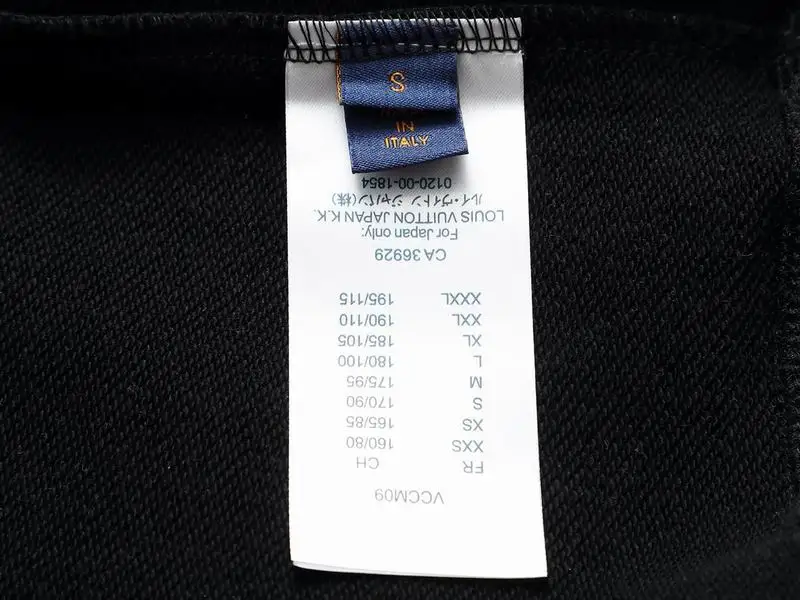 S
IN
ITALY
VCCM09
FR CH
XXS 160/80
XS 165/85
S 170/90
M 175/95
L 180/100
XL 185/105
XXL 190/110
XXXL 195/115
CA 36929
For Japan only:
LOUIS VUITTON JAPAN K.K.
ルイ・ヴィトン ジャパン(株)
0120-00-1854